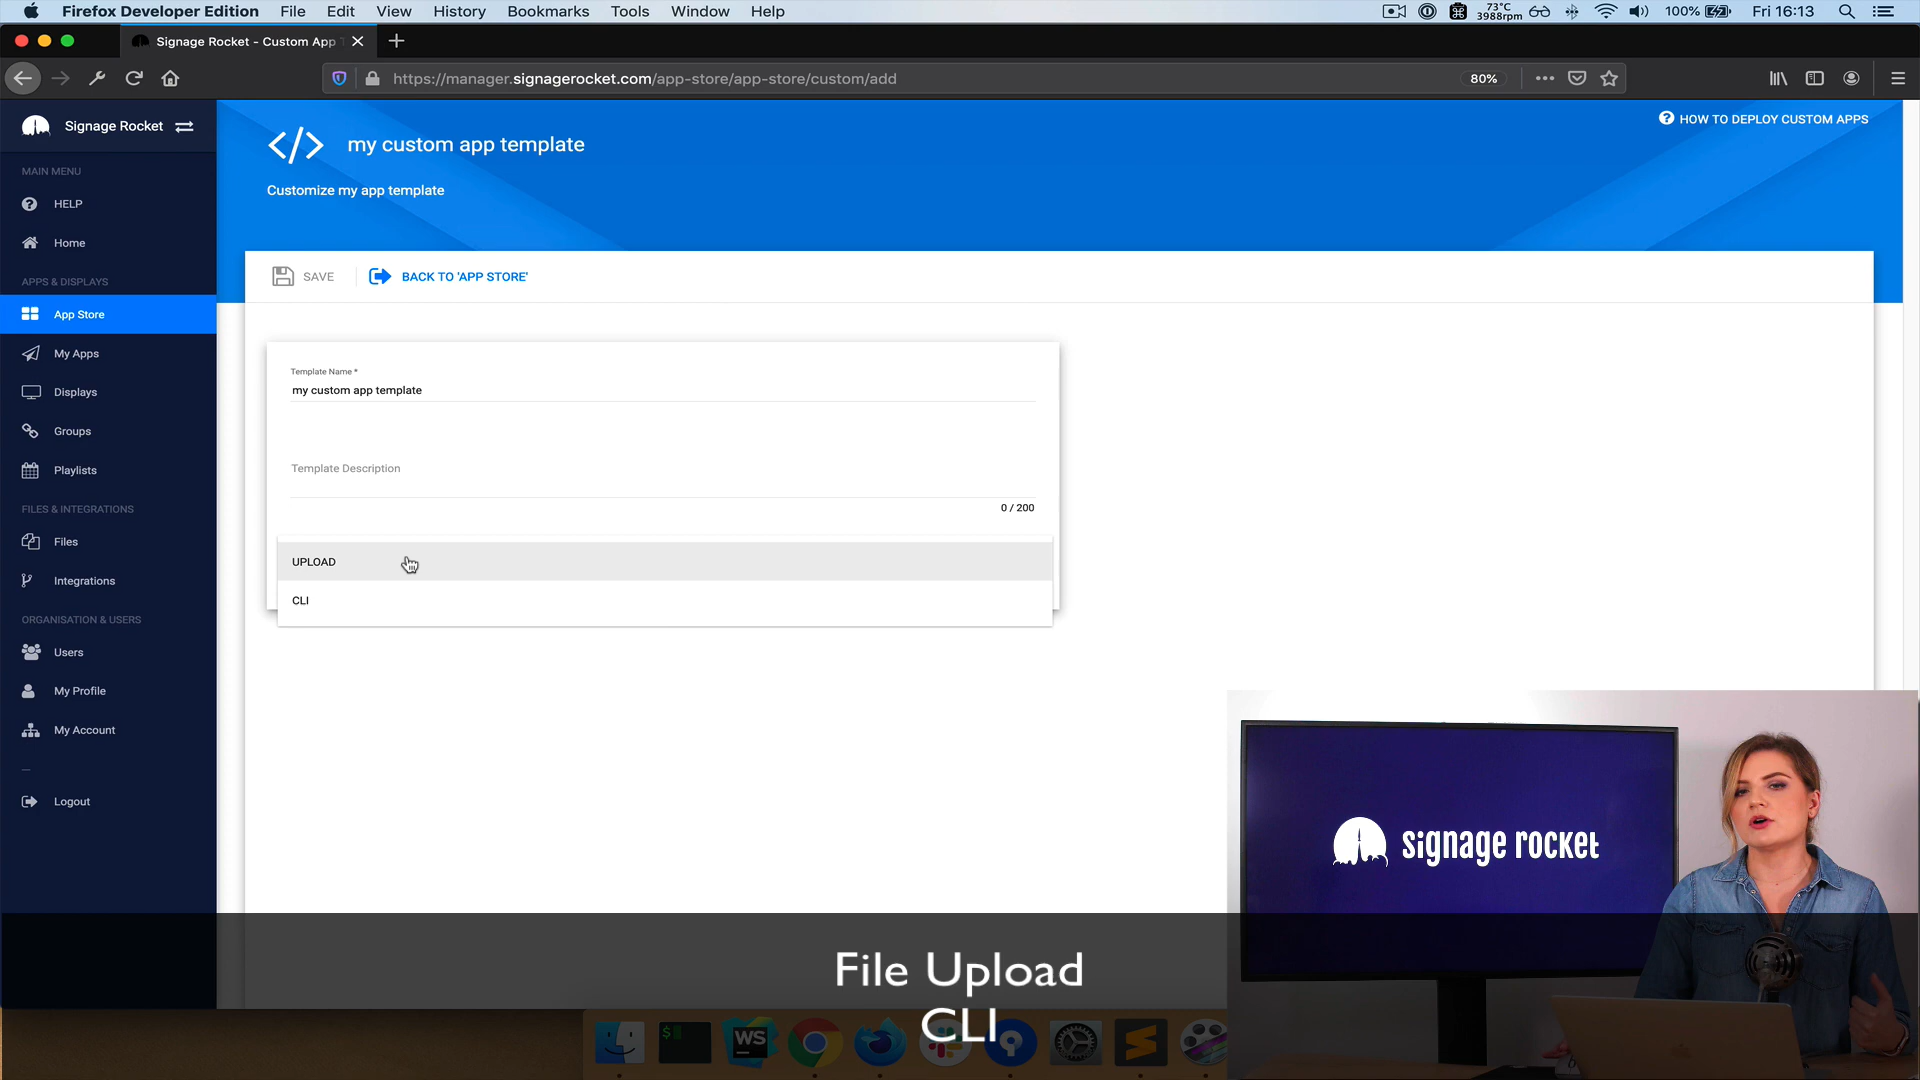 Firefox Developer Edition File Edit View History Bookmarks Tools Window Help 73°C 3988rpm 100% Fri 16:13
Signage Rocket - Custom App T
https://manager.signagerocket.com/app-store/app-store/custom/add 80%
Signage Rocket
MAIN MENU
HELP
Home
APPS & DISPLAYS
App Store
My Apps
Displays
Groups
Playlists
FILES & INTEGRATIONS
Files
Integrations
ORGANISATION & USERS
Users
My Profile
My Account
Logout
</> my custom app template
HOW TO DEPLOY CUSTOM APPS
Customize my app template
SAVE BACK TO 'APP STORE'
Template Name *
my custom app template
Template Description
0 / 200
UPLOAD
CLI
signage rocket
File Upload
CLI
$
WS